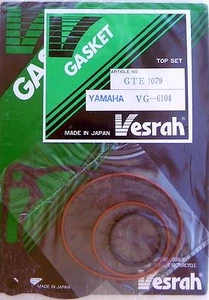 GASKET
GASKET
TOP SET
ARTICLE NO.
GTE 1079
YAMAHA VG-6104
MADE IN JAPAN Vesrah
Vesrah
MOTORCYCLE
MADE IN JAPAN